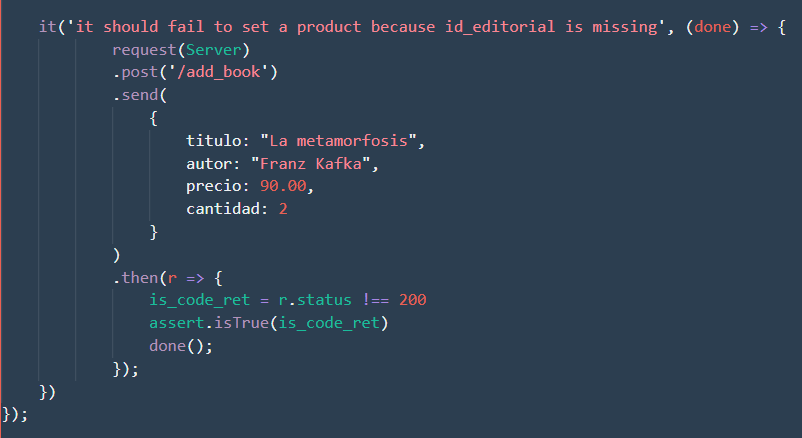 it('it should fail to set a product because id_editorial is missing', (done) => {
request(Server)
.post('/add_book')
.send(
{
titulo: "La metamorfosis",
autor: "Franz Kafka",
precio: 90.00,
cantidad: 2
}
)
.then(r => {
is_code_ret = r.status !== 200
assert.isTrue(is_code_ret)
done();
});
})
});